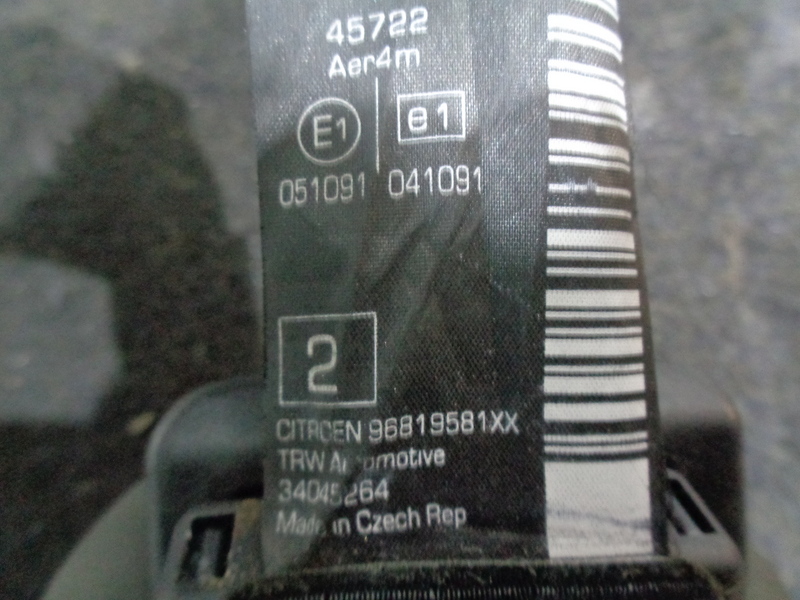 45722
Aer4m
E1 e1
051091 041091
2
CITROEN 96819581XX
TRW Automotive
34045264
Made in Czech Rep